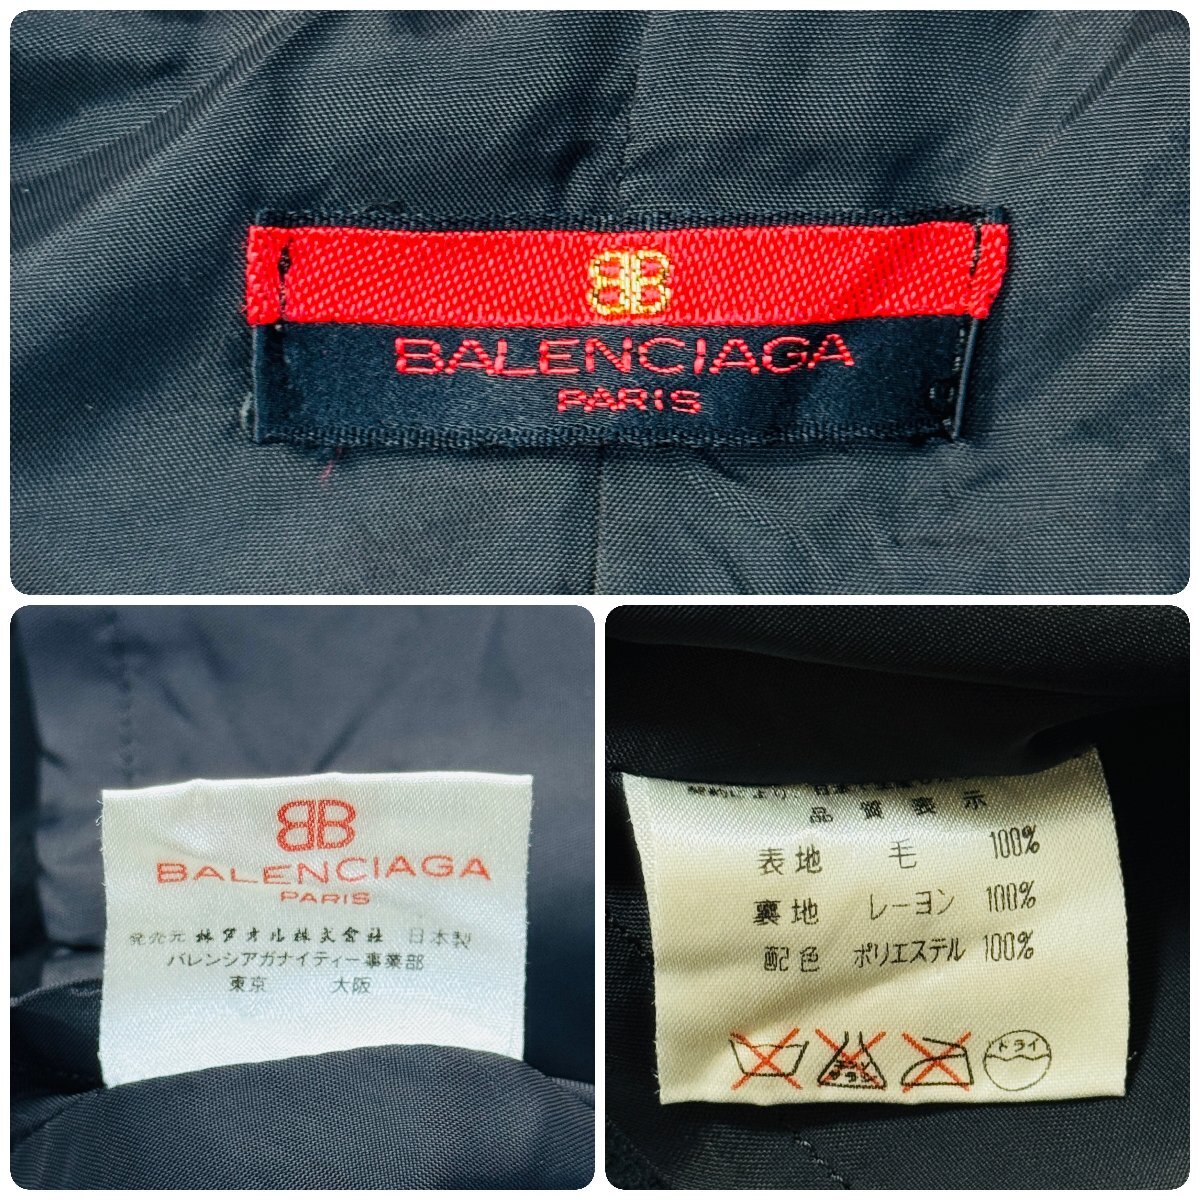 BB
BALENCIAGA
PARIS
BB
BALENCIAGA
PARIS
発売元 林タオル株式会社 日本製
バレンシアガナイティー事業部
東京 大阪
品質表示
表地 毛 100%
裏地 レーヨン 100%
配色 ポリエステル 100%
ドライ